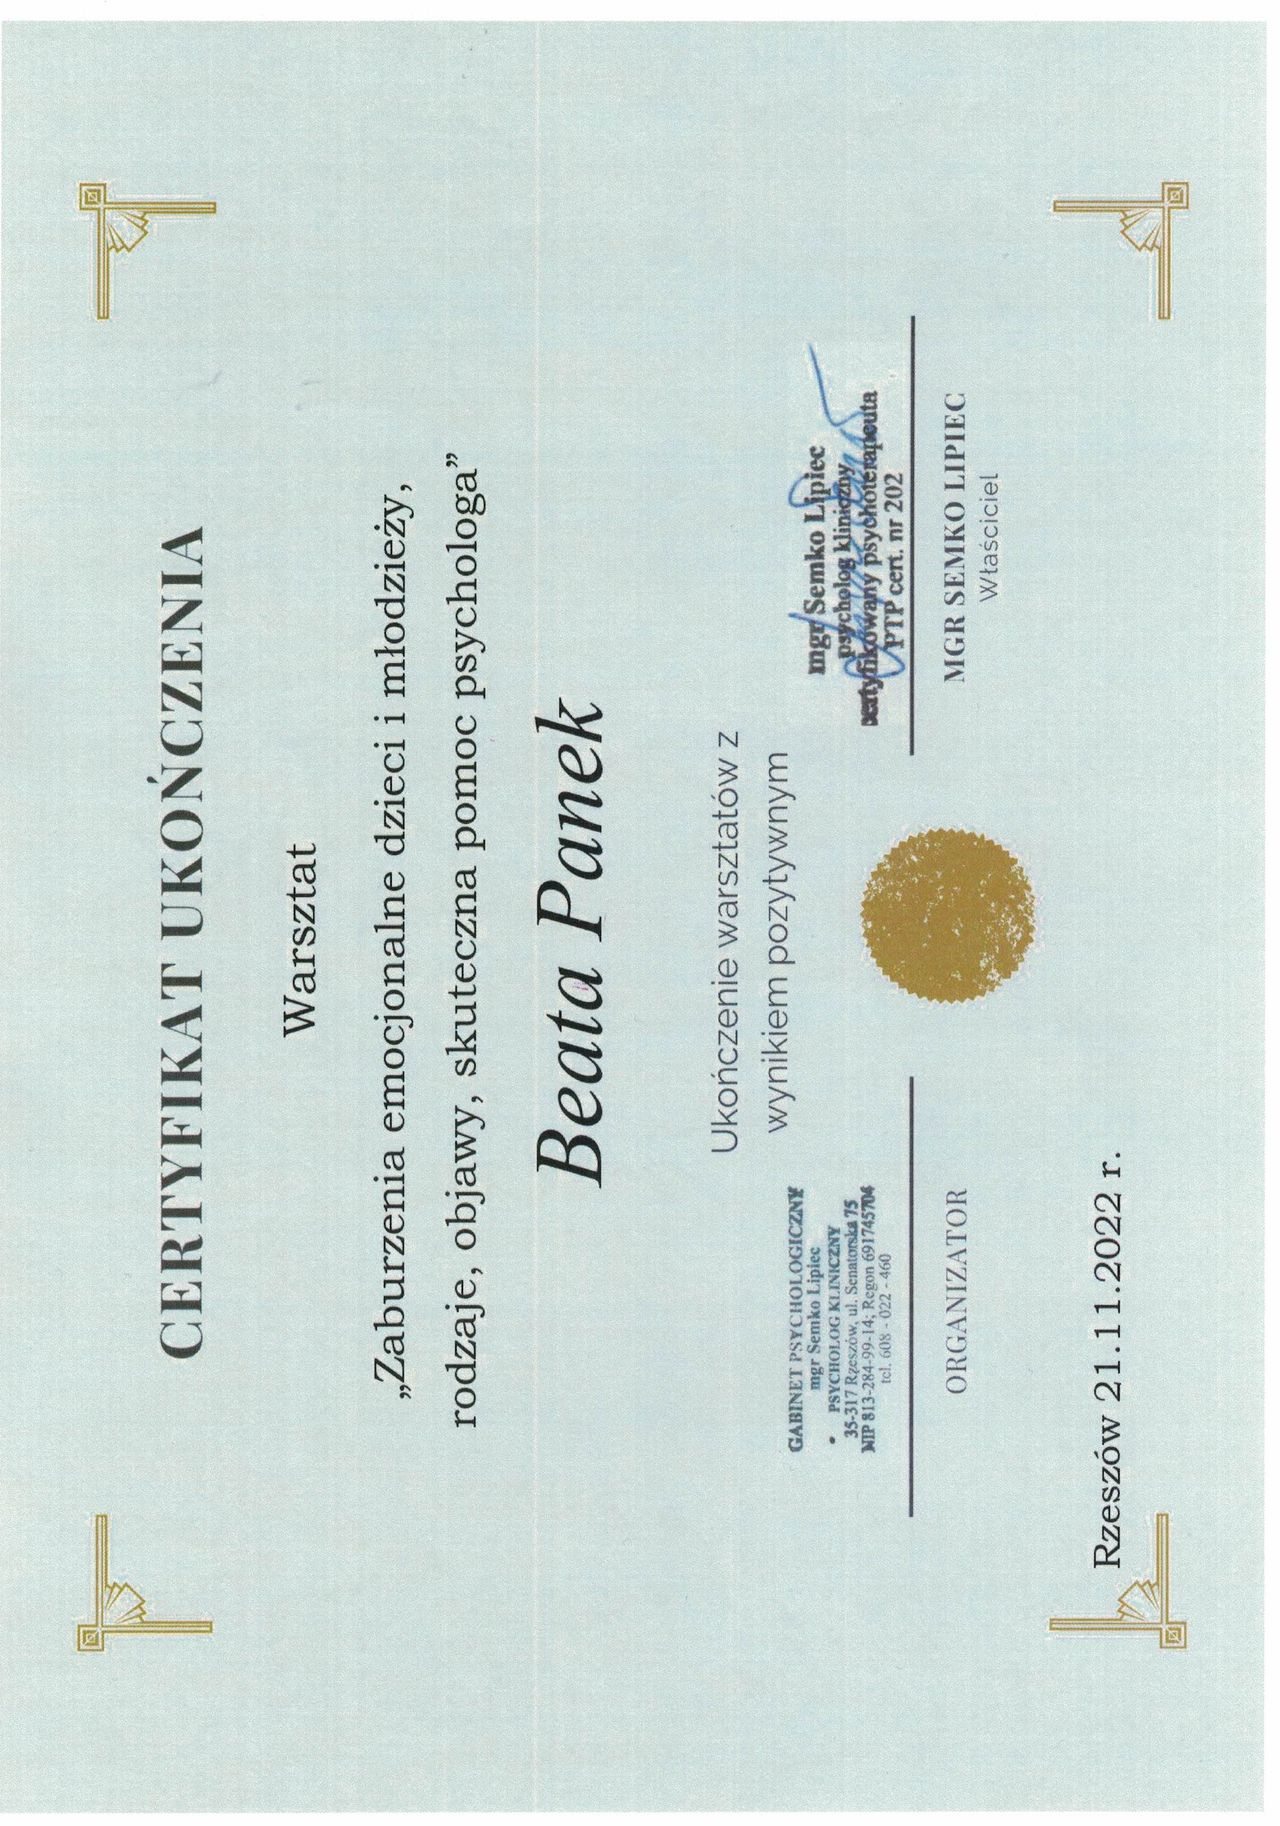 CERTYFIKAT UKOŃCZENIA
Warsztat
„Zaburzenia emocjonalne dzieci i młodzieży,
rodzaje, objawy, skuteczna pomoc psychologa”
Beata Panek
Ukończenie warsztatów z
wynikiem pozytywnym
GABINET PSYCHOLOGICZNY
mgr Semko Lipiec
PSYCHOLOG KLINICZNY
35-317 Rzeszów, ul. Senatorska 75
NIP 813-284-99-14; Regon 691745704
tel. 608 - 022 - 460
ORGANIZATOR
mgr Semko Lipiec
psycholog kliniczny
certyfikowany psychoterapeuta
PTP cert. nr 202
MGR SEMKO LIPIEC
Właściciel
Rzeszów 21.11.2022 r.